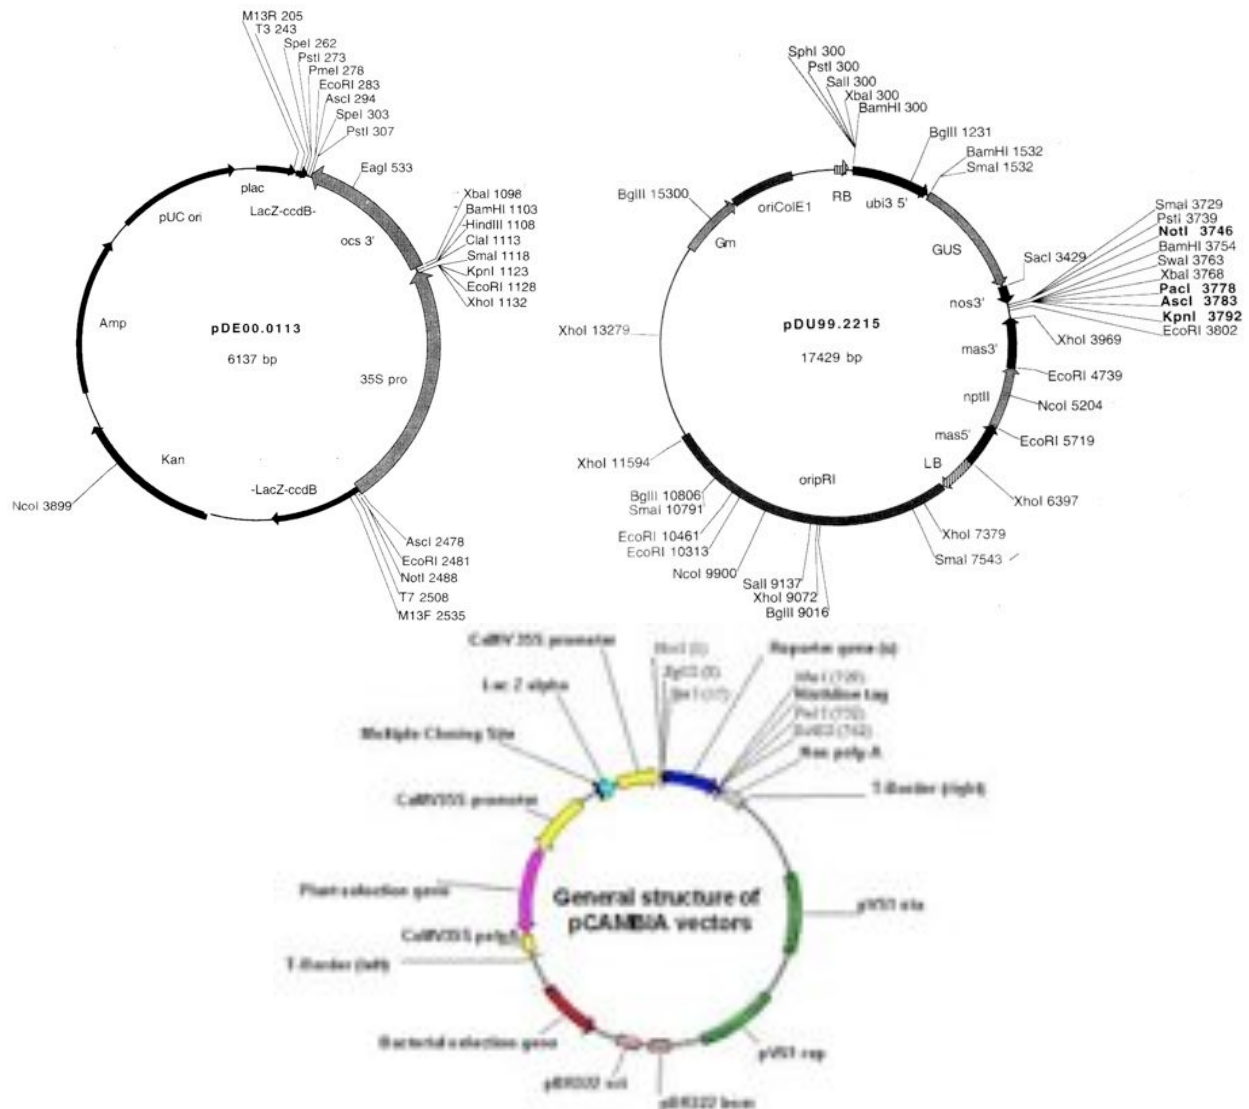 M13R 205
T3 243
SpeI 262
PstI 273
PmeI 278
EcoRI 283
AscI 294
SpeI 303
PstI 307
EagI 533
XbaI 1098
BamHI 1103
HindIII 1108
ClaI 1113
SmaI 1118
KpnI 1123
EcoRI 1128
XhoI 1132
plac
LacZ-ccdB-
pUC ori
ocs 3'
Amp
pDE00.0113
6137 bp
35S pro
Kan
-LacZ-ccdB
NcoI 3899
AscI 2478
EcoRI 2481
NotI 2488
T7 2508
M13F 2535
SphI 300
PstI 300
SalI 300
XbaI 300
BamHI 300
BglII 1231
BamHI 1532
SmaI 1532
BglII 15300
oriColE1
RB
ubi3 5'
Gm
GUS
SacI 3429
nos3'
SmaI 3729
PstI 3739
NotI 3746
BamHI 3754
SwaI 3763
XbaI 3768
PacI 3778
AscI 3783
KpnI 3792
EcoRI 3802
XhoI 13279
pDU99.2215
17429 bp
XhoI 3969
mas3'
EcoRI 4739
nptII
NcoI 5204
mas5'
EcoRI 5719
LB
XhoI 11594
oripRI
XhoI 6397
BglII 10806
SmaI 10791
XhoI 7379
EcoRI 10461
EcoRI 10313
SmaI 7543
NcoI 9900
SalI 9137
XhoI 9072
BglII 9016
CaMV35S promoter
Reporter gene (s)
Lac Z alpha
Histidine tag
Multiple Cloning Site
Nos poly-A
T-Border (right)
CaMV35S promoter
Plant selection gene
General structure of
pCAMBIA vectors
pVS1 sta
CaMV35S polyA
T-Border (left)
Bacterial selection gene
pBR322 ori
pBR322 bom
pVS1 rep